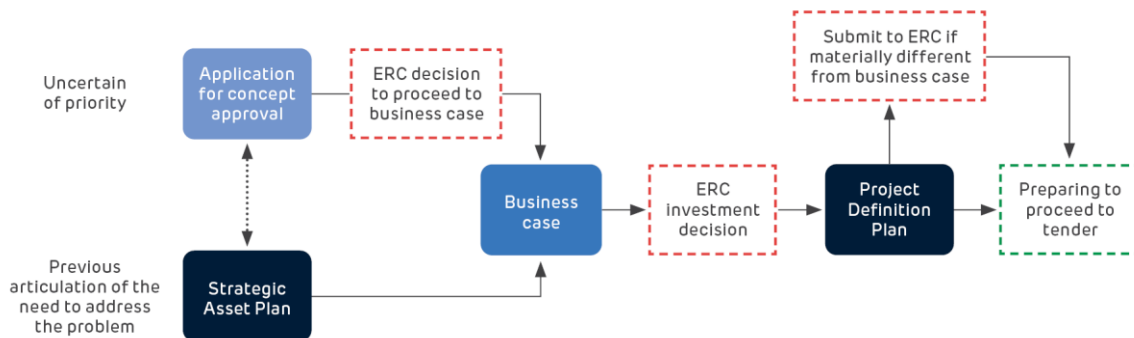 Uncertain
of priority
Application
for concept
approval
ERC decision
to proceed to
business case
Submit to ERC if
materially different
from business case
Business
case
ERC
investment
decision
Project
Definition
Plan
Preparing to
proceed to
tender
Previous
articulation of the
need to address
the problem
Strategic
Asset Plan